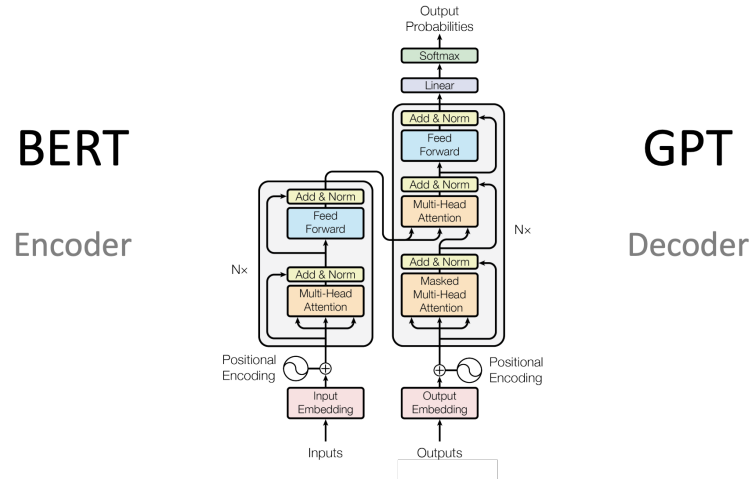 BERT
Encoder
GPT
Decoder
Output
Probabilities
Softmax
Linear
Add & Norm
Feed
Forward
Add & Norm
Multi-Head
Attention
Add & Norm
Masked
Multi-Head
Attention
N×
Add & Norm
Feed
Forward
Add & Norm
Multi-Head
Attention
N×
Positional
Encoding
Positional
Encoding
Input
Embedding
Output
Embedding
Inputs
Outputs